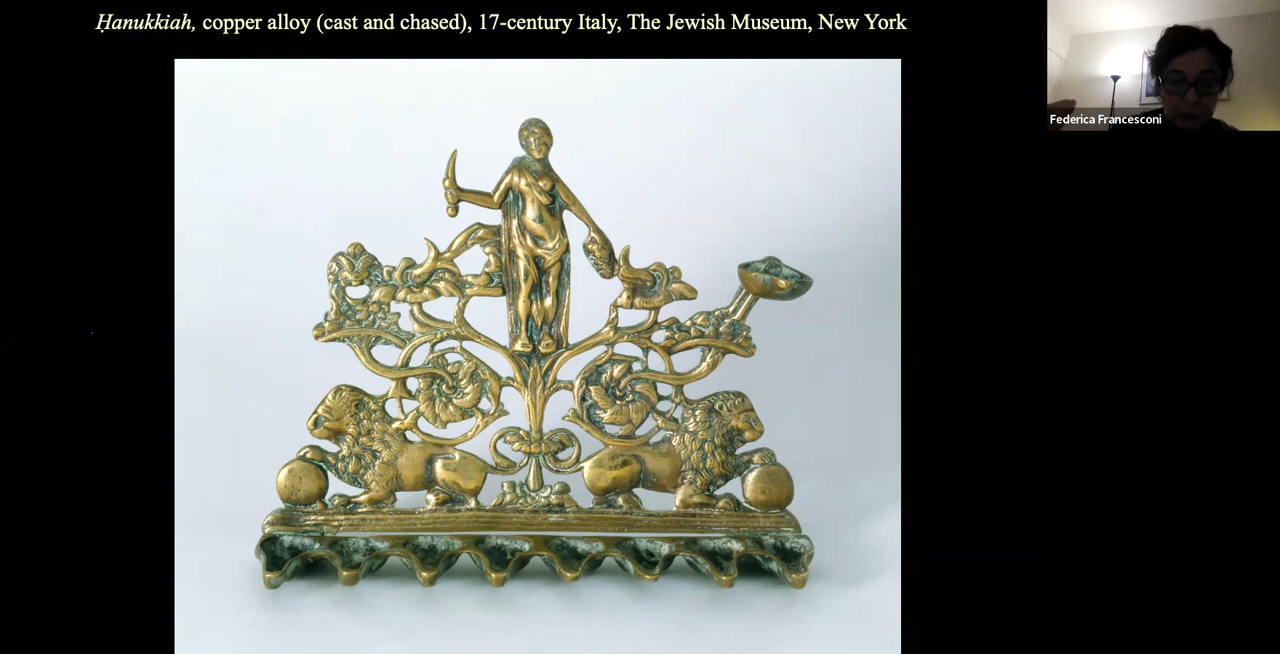 Ḥanukkiah, copper alloy (cast and chased), 17-century Italy, The Jewish Museum, New York
Federica Francesconi